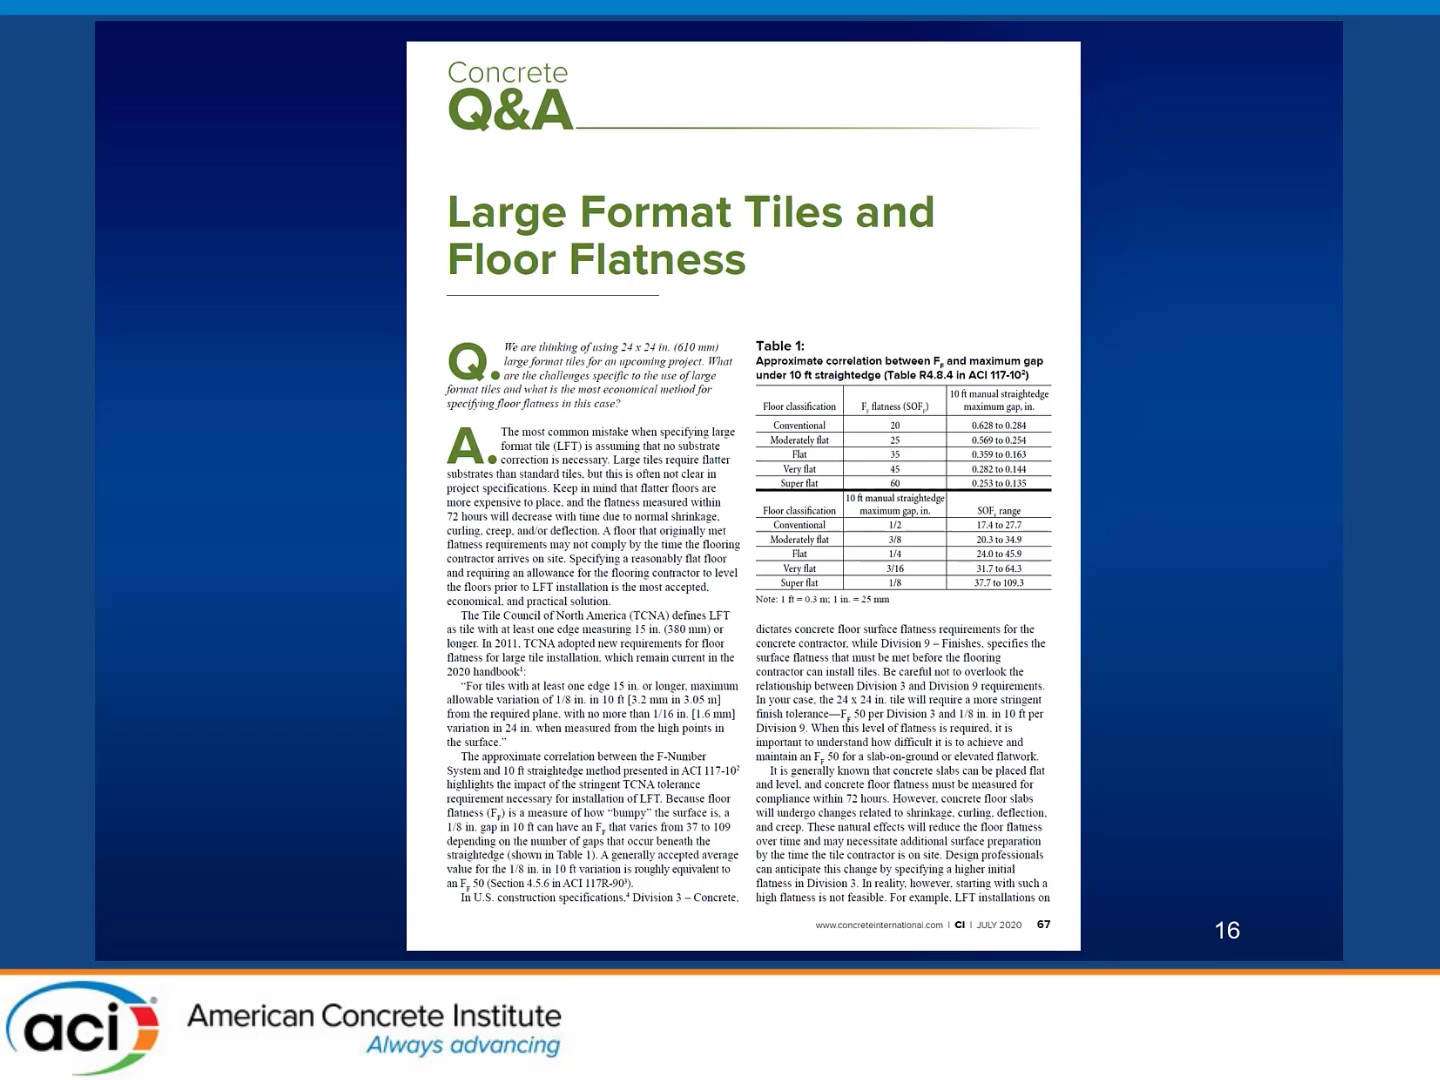 Concrete
Q&A
Large Format Tiles and
Floor Flatness
Q. We are thinking of using 24 x 24 in. (610 mm)
large format tiles for an upcoming project. What
are the challenges specific to the use of large
format tiles and what is the most economical method for
specifying floor flatness in this case?
A. The most common mistake when specifying large
format tile (LFT) is assuming that no substrate
correction is necessary. Large tiles require flatter
substrates than standard tiles, but this is often not clear in
project specifications. Keep in mind that flatter floors are
more expensive to place, and the flatness measured within
72 hours will decrease with time due to normal shrinkage,
curling, creep, and/or deflection. A floor that originally met
flatness requirements may not comply by the time the flooring
contractor arrives on site. Specifying a reasonably flat floor
and requiring an allowance for the flooring contractor to level
the floors prior to LFT installation is the most accepted,
economical, and practical solution.
The Tile Council of North America (TCNA) defines LFT
as tile with at least one edge measuring 15 in. (380 mm) or
longer. In 2011, TCNA adopted new requirements for floor
flatness for large tile installation, which remain current in the
2020 handbook¹:
“For tiles with at least one edge 15 in. or longer, maximum
allowable variation of 1/8 in. in 10 ft [3.2 mm in 3.05 m]
from the required plane, with no more than 1/16 in. [1.6 mm]
variation in 24 in. when measured from the high points in
the surface.”
The approximate correlation between the F-Number
System and 10 ft straightedge method presented in ACI 117-10²
highlights the impact of the stringent TCNA tolerance
requirement necessary for installation of LFT. Because floor
flatness (F_F) is a measure of how “bumpy” the surface is, a
1/8 in. gap in 10 ft can have an F_F that varies from 37 to 109
depending on the number of gaps that occur beneath the
straightedge (shown in Table 1). A generally accepted average
value for the 1/8 in. in 10 ft variation is roughly equivalent to
an F_F 50 (Section 4.5.6 in ACI 117R-90³).
In U.S. construction specifications,⁴ Division 3 – Concrete,
Table 1:
Approximate correlation between F_F and maximum gap
under 10 ft straightedge (Table R4.8.4 in ACI 117-10²)
Floor classification F_F flatness (SOF_F) 10 ft manual straightedge maximum gap, in.
Conventional 20 0.628 to 0.284
Moderately flat 25 0.569 to 0.254
Flat 35 0.359 to 0.163
Very flat 45 0.282 to 0.144
Super flat 60 0.253 to 0.135
Floor classification 10 ft manual straightedge maximum gap, in. SOF_F range
Conventional 1/2 17.4 to 27.7
Moderately flat 3/8 20.3 to 34.9
Flat 1/4 24.0 to 45.9
Very flat 3/16 31.7 to 64.3
Super flat 1/8 37.7 to 109.3
Note: 1 ft = 0.3 m; 1 in. = 25 mm
dictates concrete floor surface flatness requirements for the
concrete contractor, while Division 9 – Finishes, specifies the
surface flatness that must be met before the flooring
contractor can install tiles. Be careful not to overlook the
relationship between Division 3 and Division 9 requirements.
In your case, the 24 x 24 in. tile will require a more stringent
finish tolerance—F_F 50 per Division 3 and 1/8 in. in 10 ft per
Division 9. When this level of flatness is required, it is
important to understand how difficult it is to achieve and
maintain an F_F 50 for a slab-on-ground or elevated flatwork.
It is generally known that concrete slabs can be placed flat
and level, and concrete floor flatness must be measured for
compliance within 72 hours. However, concrete floor slabs
will undergo changes related to shrinkage, curling, deflection,
and creep. These natural effects will reduce the floor flatness
over time and may necessitate additional surface preparation
by the time the tile contractor is on site. Design professionals
can anticipate this change by specifying a higher initial
flatness in Division 3. In reality, however, starting with such a
high flatness is not feasible. For example, LFT installations on
www.concreteinternational.com | CI | JULY 2020 67
16
aci®
American Concrete Institute
Always advancing